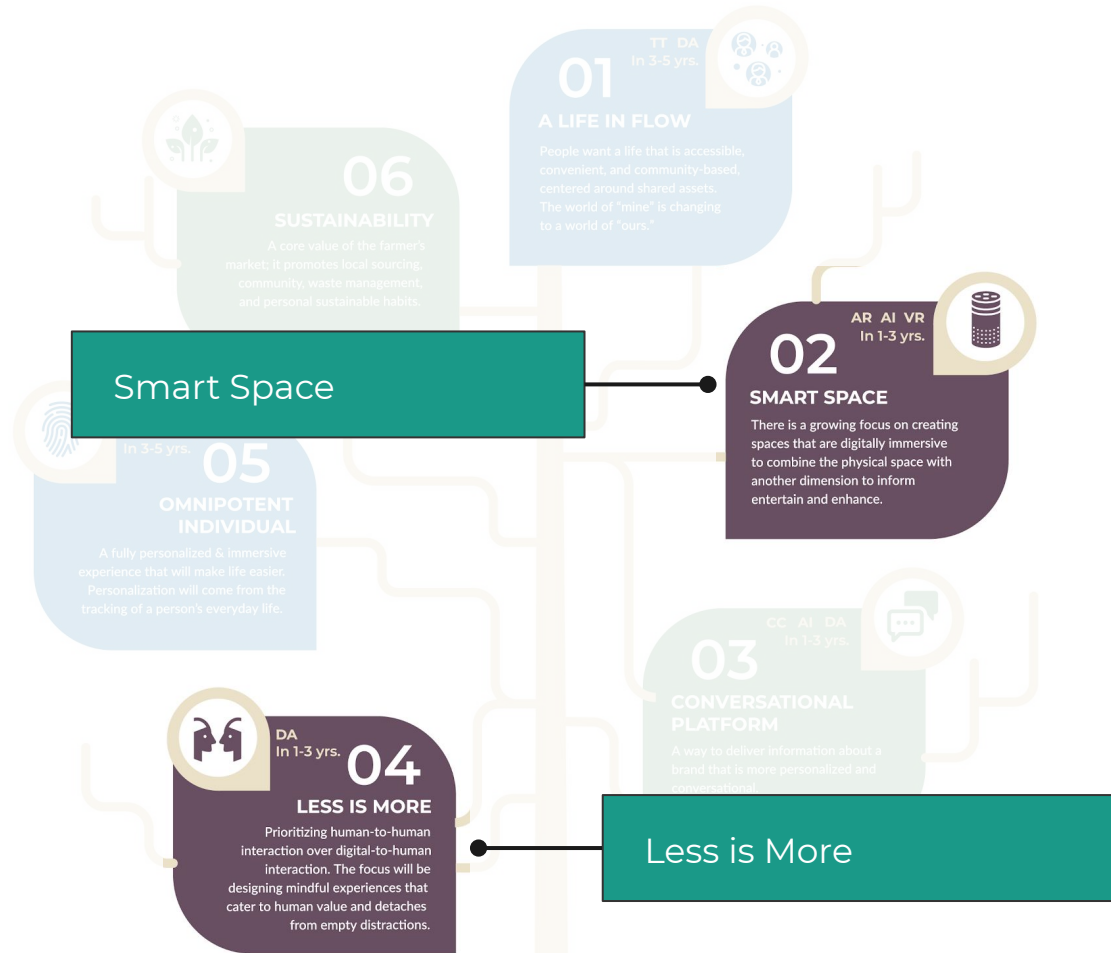 TT DA
In 3-5 yrs.
01
A LIFE IN FLOW
People want a life that is accessible,
convenient, and community-based,
centered around shared assets.
The world of "mine" is changing
to a world of "ours."
06
SUSTAINABILITY
A core value of the farmer's
market; it promotes local sourcing,
community, waste management,
and personal sustainable habits.
Smart Space
AR AI VR
In 1-3 yrs.
02
SMART SPACE
There is a growing focus on creating
spaces that are digitally immersive
to combine the physical space with
another dimension to inform
entertain and enhance.
In 3-5 yrs.
05
OMNIPOTENT
INDIVIDUAL
A fully personalized & immersive
experience that will make life easier.
Personalization will come from the
tracking of a person's everyday life.
CC AI DA
In 1-3 yrs.
03
CONVERSATIONAL
PLATFORM
A way to deliver information about a
brand that is more personalized and
conversational.
DA
In 1-3 yrs.
04
LESS IS MORE
Prioritizing human-to-human
interaction over digital-to-human
interaction. The focus will be
designing mindful experiences that
cater to human value and detaches
from empty distractions.
Less is More